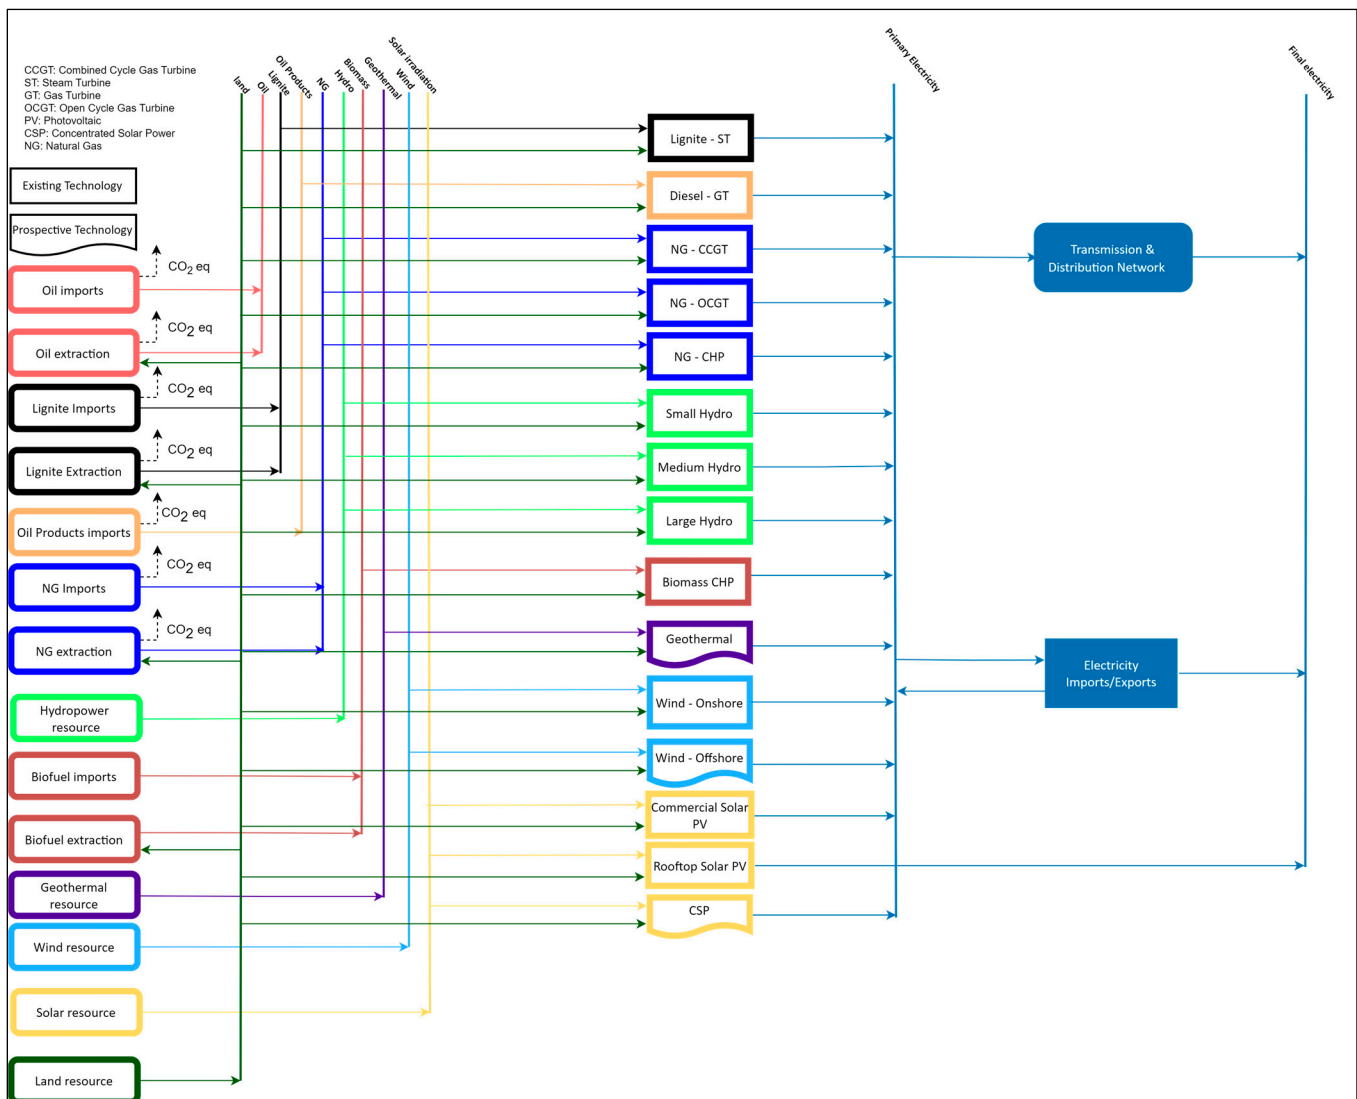 CCGT: Combined Cycle Gas Turbine
ST: Steam Turbine
GT: Gas Turbine
OCGT: Open Cycle Gas Turbine
PV: Photovoltaic
CSP: Concentrated Solar Power
NG: Natural Gas
Existing Technology
Prospective Technology
land
Oil
Lignite
Oil Products
NG
Hydro
Biomass
Geothermal
Wind
Solar irradiation
Primary Electricity
Final electricity
CO2 eq
Oil imports
CO2 eq
Oil extraction
CO2 eq
Lignite Imports
CO2 eq
Lignite Extraction
CO2 eq
Oil Products imports
CO2 eq
NG Imports
CO2 eq
NG extraction
Hydropower
resource
Biofuel imports
Biofuel extraction
Geothermal
resource
Wind resource
Solar resource
Land resource
Lignite - ST
Diesel - GT
NG - CCGT
NG - OCGT
NG - CHP
Small Hydro
Medium Hydro
Large Hydro
Biomass CHP
Geothermal
Wind - Onshore
Wind - Offshore
Commercial Solar
PV
Rooftop Solar PV
CSP
Transmission &
Distribution Network
Electricity
Imports/Exports